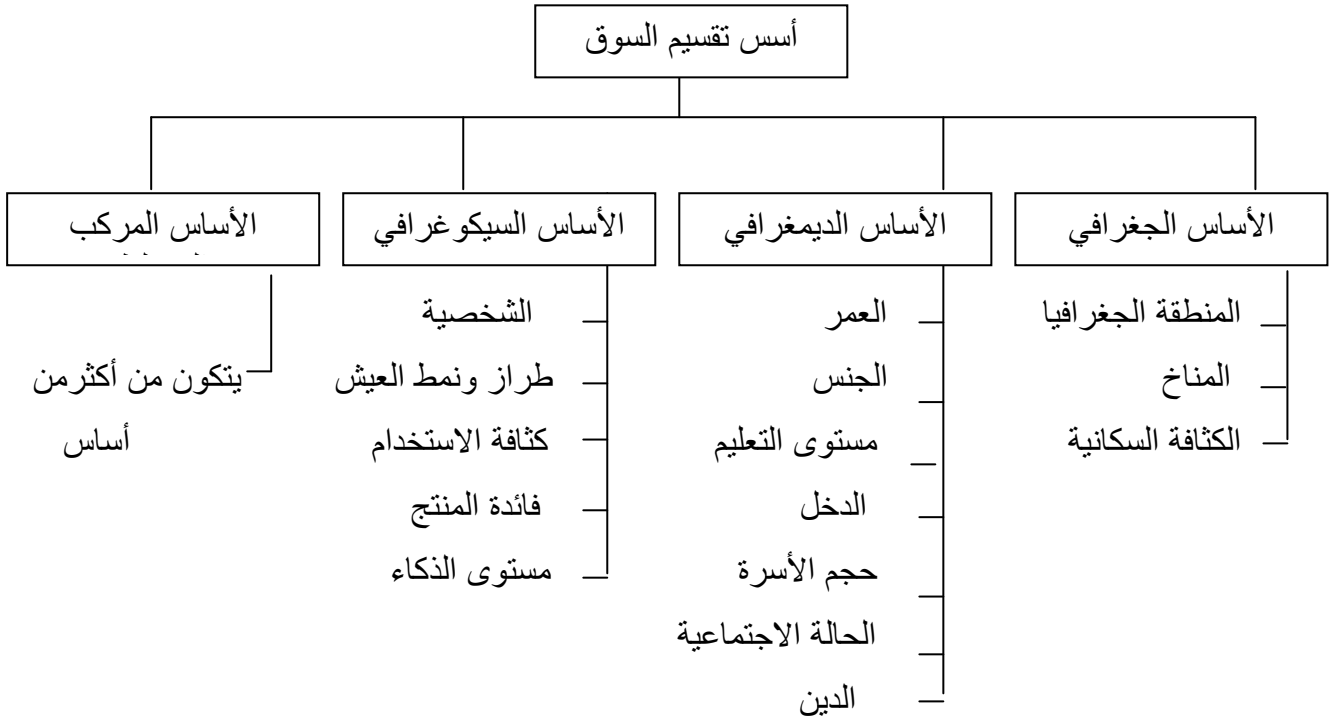 أسس تقسيم السوق
الأساس الجغرافي
المنطقة الجغرافيا
المناخ
الكثافة السكانية
الأساس الديمغرافي
العمر
الجنس
مستوى التعليم
الدخل
حجم الأسرة
الحالة الاجتماعية
الدين
الأساس السيكوغرافي
الشخصية
طراز ونمط العيش
كثافة الاستخدام
فائدة المنتج
مستوى الذكاء
الأساس المركب
يتكون من أكثرمن
أساس